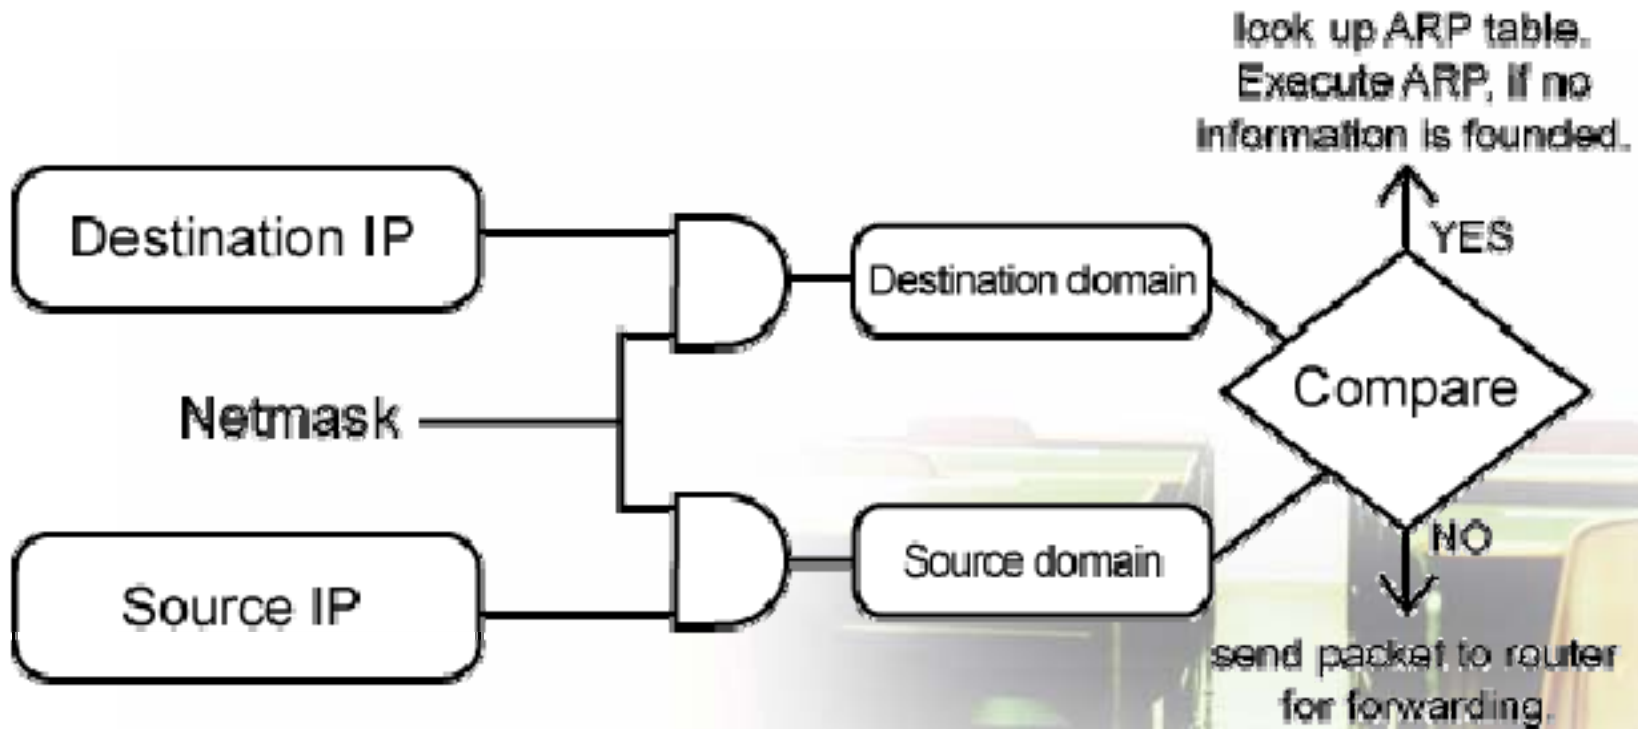 look up ARP table.
Execute ARP, if no
information is founded.
Destination IP
YES
Destination domain
Compare
Netmask
NO
Source domain
Source IP
send packet to router
for forwarding.